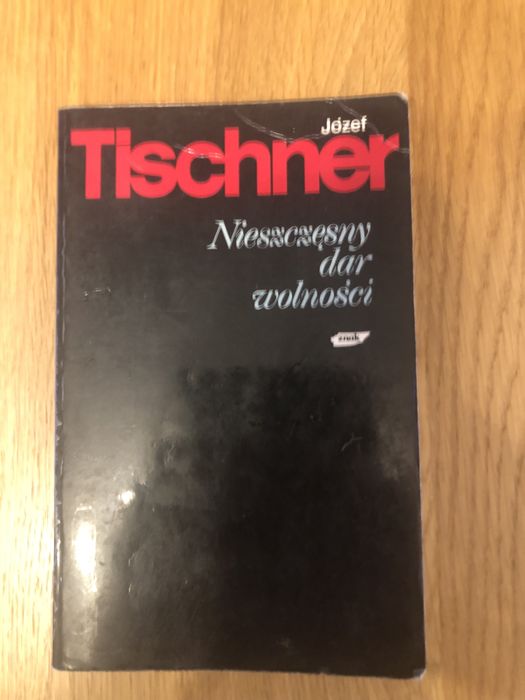 Józef
Tischner
Nieszczęsny
dar
wolności
znak